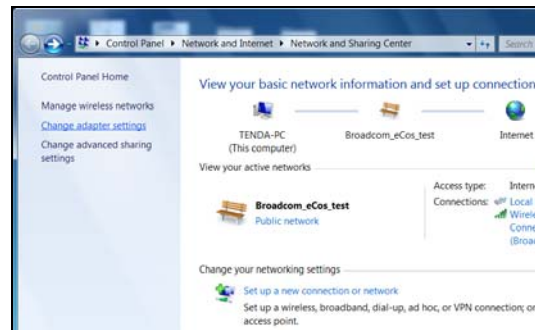 Control Panel ▸ Network and Internet ▸ Network and Sharing Center
Search
Control Panel Home
Manage wireless networks
Change adapter settings
Change advanced sharing
settings
View your basic network information and set up connection
TENDA-PC
(This computer)
Broadcom_eCos_test
Internet
View your active networks
Broadcom_eCos_test
Public network
Access type:
Intern
Connections:
Local
Wirele
Conne
(Broad
Change your networking settings
Set up a new connection or network
Set up a wireless, broadband, dial-up, ad hoc, or VPN connection; or
access point.